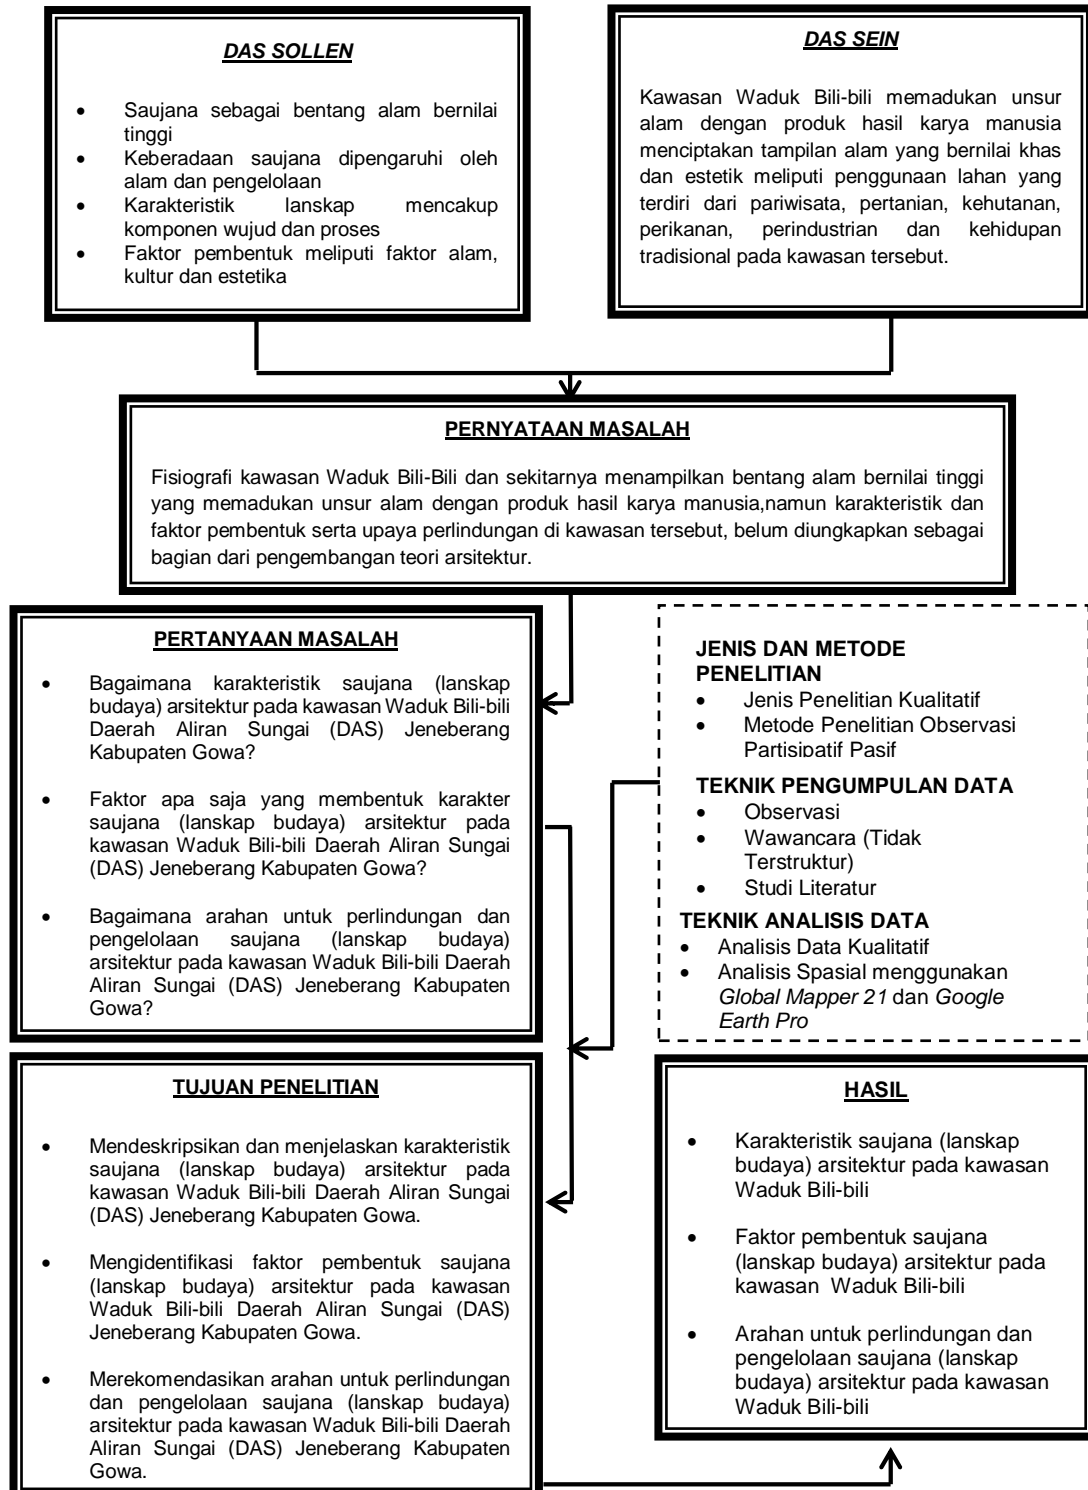 DAS SOLLEN
• Saujana sebagai bentang alam bernilai
tinggi
• Keberadaan saujana dipengaruhi oleh
alam dan pengelolaan
• Karakteristik lanskap mencakup
komponen wujud dan proses
• Faktor pembentuk meliputi faktor alam,
kultur dan estetika
DAS SEIN
Kawasan Waduk Bili-bili memadukan unsur
alam dengan produk hasil karya manusia
menciptakan tampilan alam yang bernilai khas
dan estetik meliputi penggunaan lahan yang
terdiri dari pariwisata, pertanian, kehutanan,
perikanan, perindustrian dan kehidupan
tradisional pada kawasan tersebut.
PERNYATAAN MASALAH
Fisiografi kawasan Waduk Bili-Bili dan sekitarnya menampilkan bentang alam bernilai tinggi
yang memadukan unsur alam dengan produk hasil karya manusia,namun karakteristik dan
faktor pembentuk serta upaya perlindungan di kawasan tersebut, belum diungkapkan sebagai
bagian dari pengembangan teori arsitektur.
PERTANYAAN MASALAH
• Bagaimana karakteristik saujana (lanskap
budaya) arsitektur pada kawasan Waduk Bili-bili
Daerah Aliran Sungai (DAS) Jeneberang
Kabupaten Gowa?
• Faktor apa saja yang membentuk karakter
saujana (lanskap budaya) arsitektur pada
kawasan Waduk Bili-bili Daerah Aliran Sungai
(DAS) Jeneberang Kabupaten Gowa?
• Bagaimana arahan untuk perlindungan dan
pengelolaan saujana (lanskap budaya)
arsitektur pada kawasan Waduk Bili-bili Daerah
Aliran Sungai (DAS) Jeneberang Kabupaten
Gowa?
JENIS DAN METODE
PENELITIAN
• Jenis Penelitian Kualitatif
• Metode Penelitian Observasi
Partisipatif Pasif
TEKNIK PENGUMPULAN DATA
• Observasi
• Wawancara (Tidak
Terstruktur)
• Studi Literatur
TEKNIK ANALISIS DATA
• Analisis Data Kualitatif
• Analisis Spasial menggunakan
Global Mapper 21 dan Google
Earth Pro
TUJUAN PENELITIAN
• Mendeskripsikan dan menjelaskan karakteristik
saujana (lanskap budaya) arsitektur pada
kawasan Waduk Bili-bili Daerah Aliran Sungai
(DAS) Jeneberang Kabupaten Gowa.
• Mengidentifikasi faktor pembentuk saujana
(lanskap budaya) arsitektur pada kawasan
Waduk Bili-bili Daerah Aliran Sungai (DAS)
Jeneberang Kabupaten Gowa.
• Merekomendasikan arahan untuk perlindungan
dan pengelolaan saujana (lanskap budaya)
arsitektur pada kawasan Waduk Bili-bili Daerah
Aliran Sungai (DAS) Jeneberang Kabupaten
Gowa.
HASIL
• Karakteristik saujana (lanskap
budaya) arsitektur pada kawasan
Waduk Bili-bili
• Faktor pembentuk saujana
(lanskap budaya) arsitektur pada
kawasan Waduk Bili-bili
• Arahan untuk perlindungan dan
pengelolaan saujana (lanskap
budaya) arsitektur pada kawasan
Waduk Bili-bili